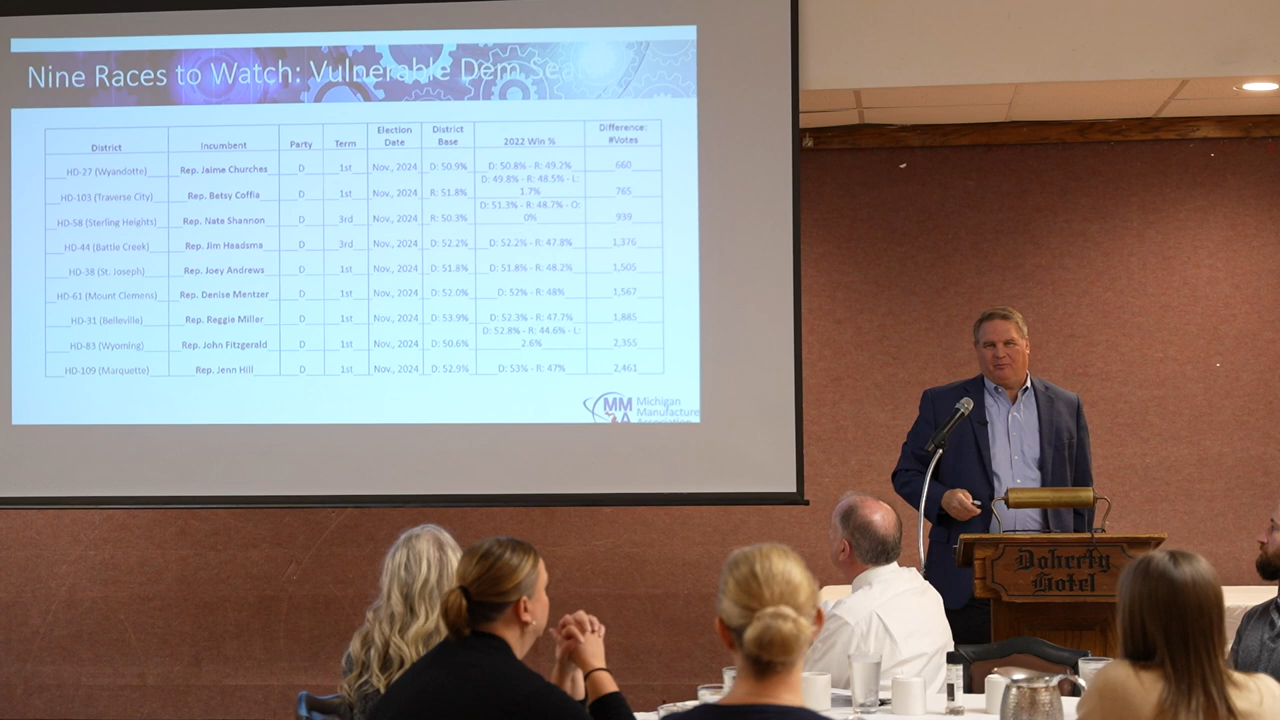 Nine Races to Watch: Vulnerable Dem Sea
District Incumbent Party Term Election Date District Base 2022 Win % Difference: #Votes
HD-27 (Wyandotte) Rep. Jaime Churches D 1st Nov., 2024 D: 50.9% D: 50.8% - R: 49.2% 660
HD-103 (Traverse City) Rep. Betsy Coffia D 1st Nov., 2024 R: 51.8% D: 49.8% - R: 48.5% - L: 1.7% 765
HD-58 (Sterling Heights) Rep. Nate Shannon D 3rd Nov., 2024 R: 50.3% D: 51.3% - R: 48.7% - O: 0% 939
HD-44 (Battle Creek) Rep. Jim Haadsma D 3rd Nov., 2024 D: 52.2% D: 52.2% - R: 47.8% 1,376
HD-38 (St. Joseph) Rep. Joey Andrews D 1st Nov., 2024 D: 51.8% D: 51.8% - R: 48.2% 1,505
HD-61 (Mount Clemens) Rep. Denise Mentzer D 1st Nov., 2024 D: 52.0% D: 52% - R: 48% 1,567
HD-31 (Belleville) Rep. Reggie Miller D 1st Nov., 2024 D: 53.9% D: 52.3% - R: 47.7% 1,885
HD-83 (Wyoming) Rep. John Fitzgerald D 1st Nov., 2024 D: 50.6% D: 52.8% - R: 44.6% - L: 2.6% 2,355
HD-109 (Marquette) Rep. Jenn Hill D 1st Nov., 2024 D: 52.9% D: 53% - R: 47% 2,461
MMA
Michigan
Manufacture
Association
Doherty
Hotel